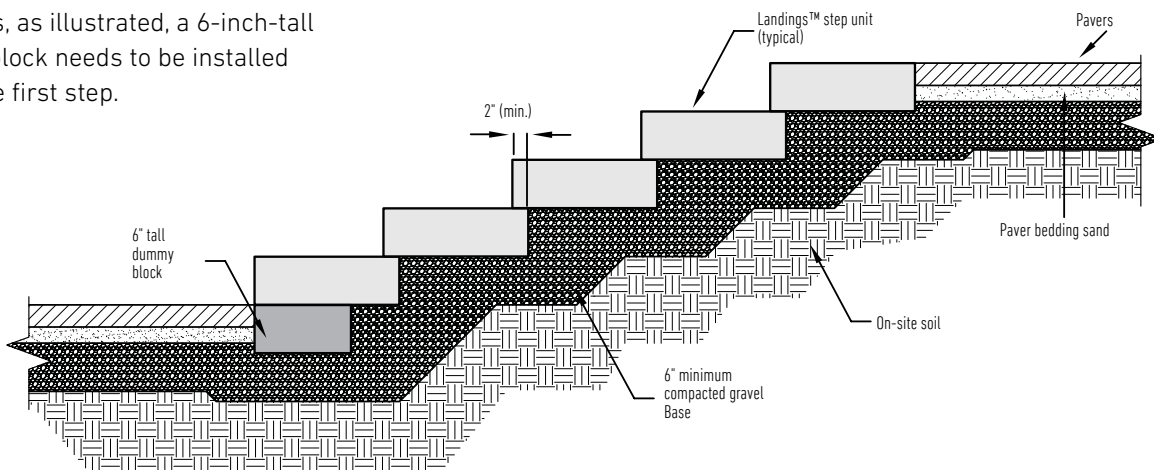 s, as illustrated, a 6-inch-tall
lock needs to be installed
e first step.
Landings™ step unit
(typical)
Pavers
2" (min.)
6" tall
dummy
block
Paver bedding sand
On-site soil
6" minimum
compacted gravel
Base